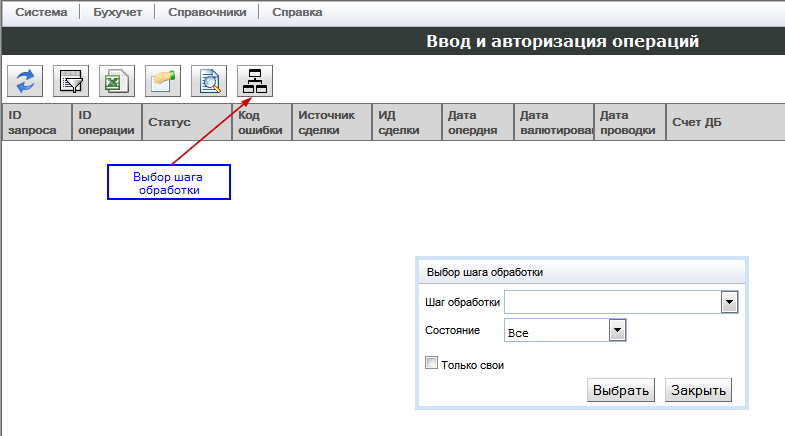 Система Бухучет Справочники Справка
Ввод и авторизация операций
ID запроса
ID операции
Статус
Код ошибки
Источник сделки
ИД сделки
Дата опердня
Дата валютирован
Дата проводки
Счет ДБ
Выбор шага
обработки
Выбор шага обработки
Шаг обработки
Состояние Все
Только свои
Выбрать Закрыть